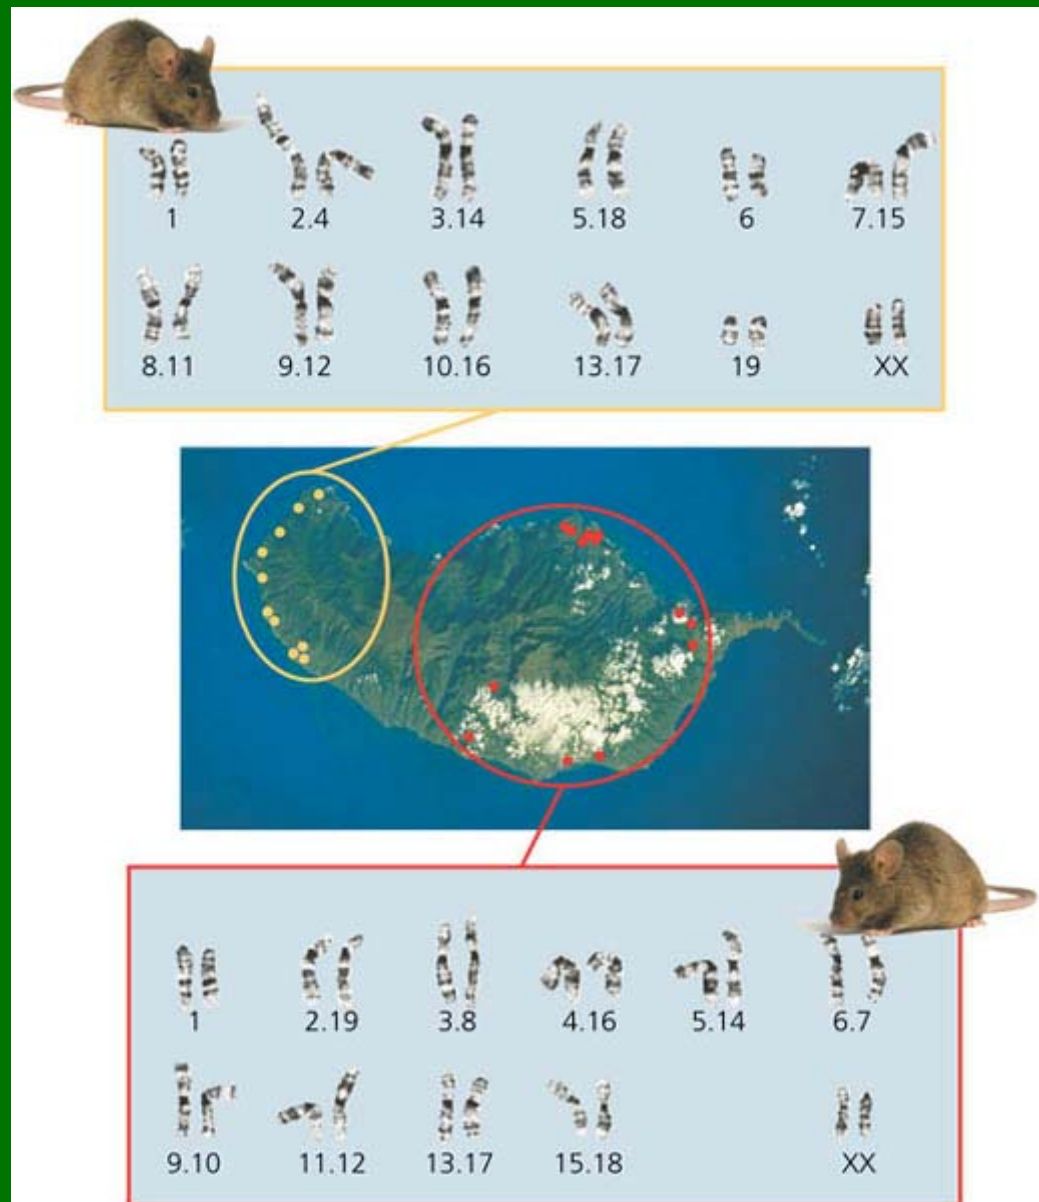 1 2.4 3.14 5.18 6 7.15
8.11 9.12 10.16 13.17 19 XX
1 2.19 3.8 4.16 5.14 6.7
9.10 11.12 13.17 15.18 XX